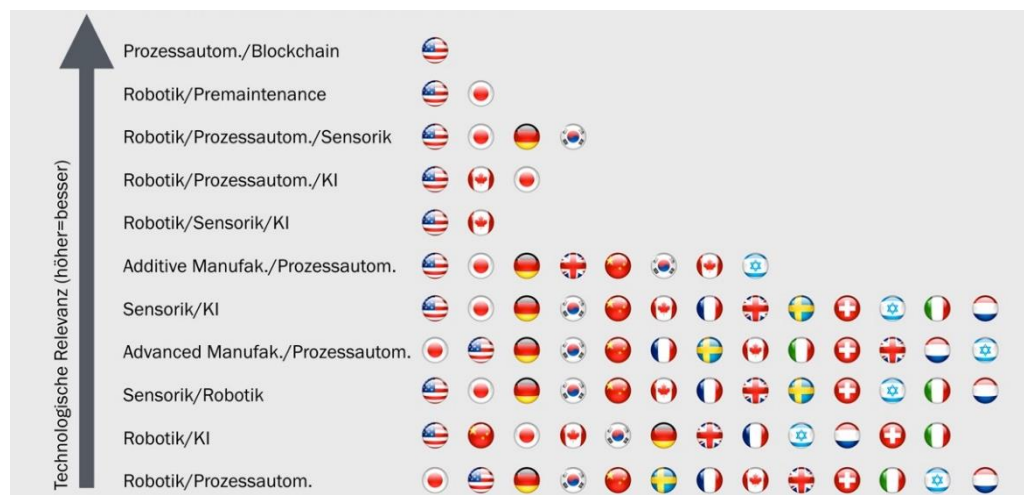 Technologische Relevanz (höher=besser)
Prozessautom./Blockchain
Robotik/Premaintenance
Robotik/Prozessautom./Sensorik
Robotik/Prozessautom./KI
Robotik/Sensorik/KI
Additive Manufak./Prozessautom.
Sensorik/KI
Advanced Manufak./Prozessautom.
Sensorik/Robotik
Robotik/KI
Robotik/Prozessautom.